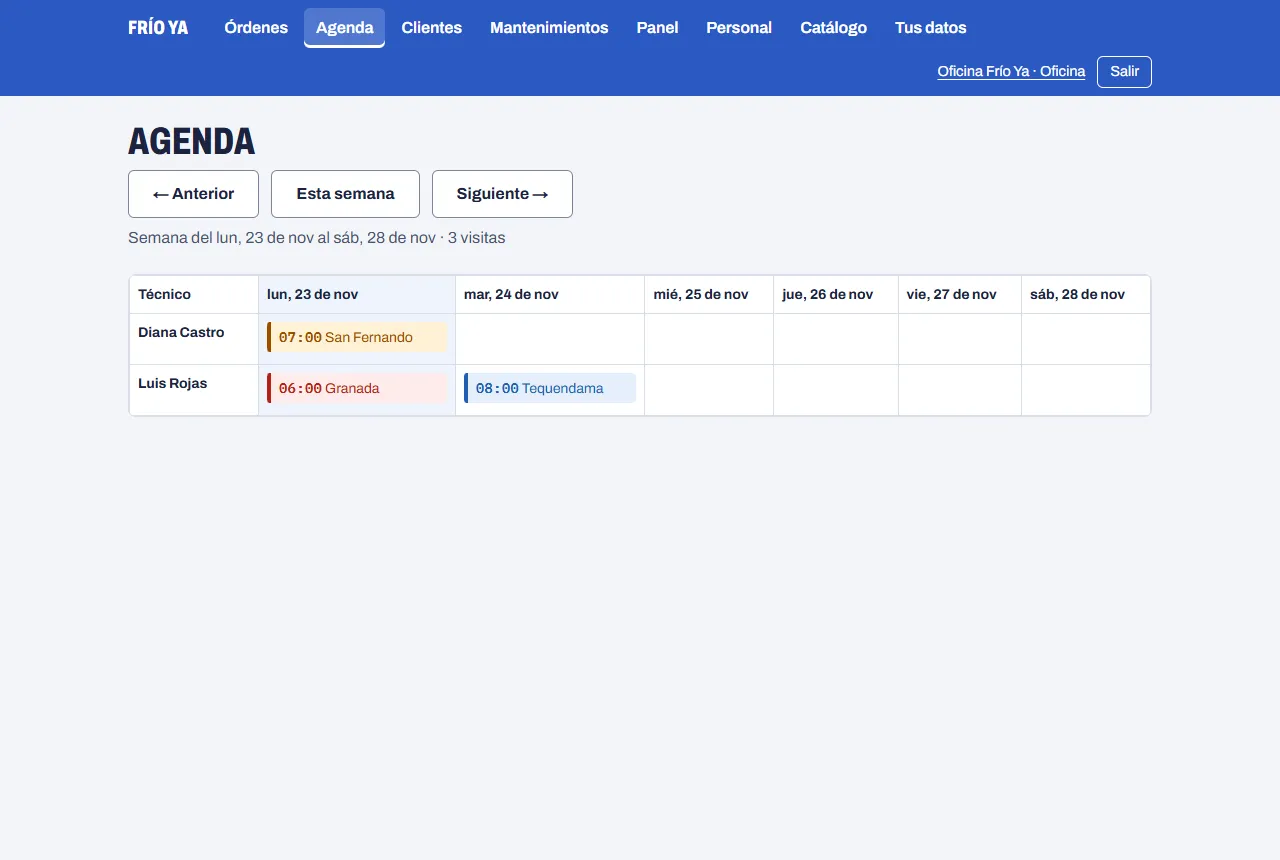 FRÍO YA Órdenes Agenda Clientes Mantenimientos Panel Personal Catálogo Tus datos
Oficina Frío Ya · Oficina Salir
AGENDA
← Anterior Esta semana Siguiente →
Semana del lun, 23 de nov al sáb, 28 de nov · 3 visitas
Técnico lun, 23 de nov mar, 24 de nov mié, 25 de nov jue, 26 de nov vie, 27 de nov sáb, 28 de nov
Diana Castro 07:00 San Fernando
Luis Rojas 06:00 Granada 08:00 Tequendama